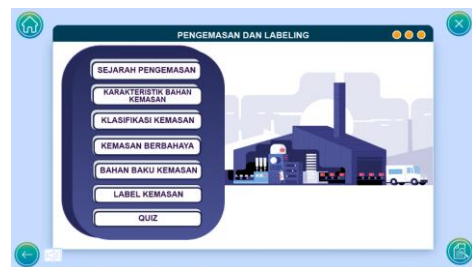 PENGEMASAN DAN LABELING
SEJARAH PENGEMASAN
KARAKTERISTIK BAHAN
KEMASAN
KLASIFIKASI KEMASAN
KEMASAN BERBAHAYA
BAHAN BAKU KEMASAN
LABEL KEMASAN
QUIZ